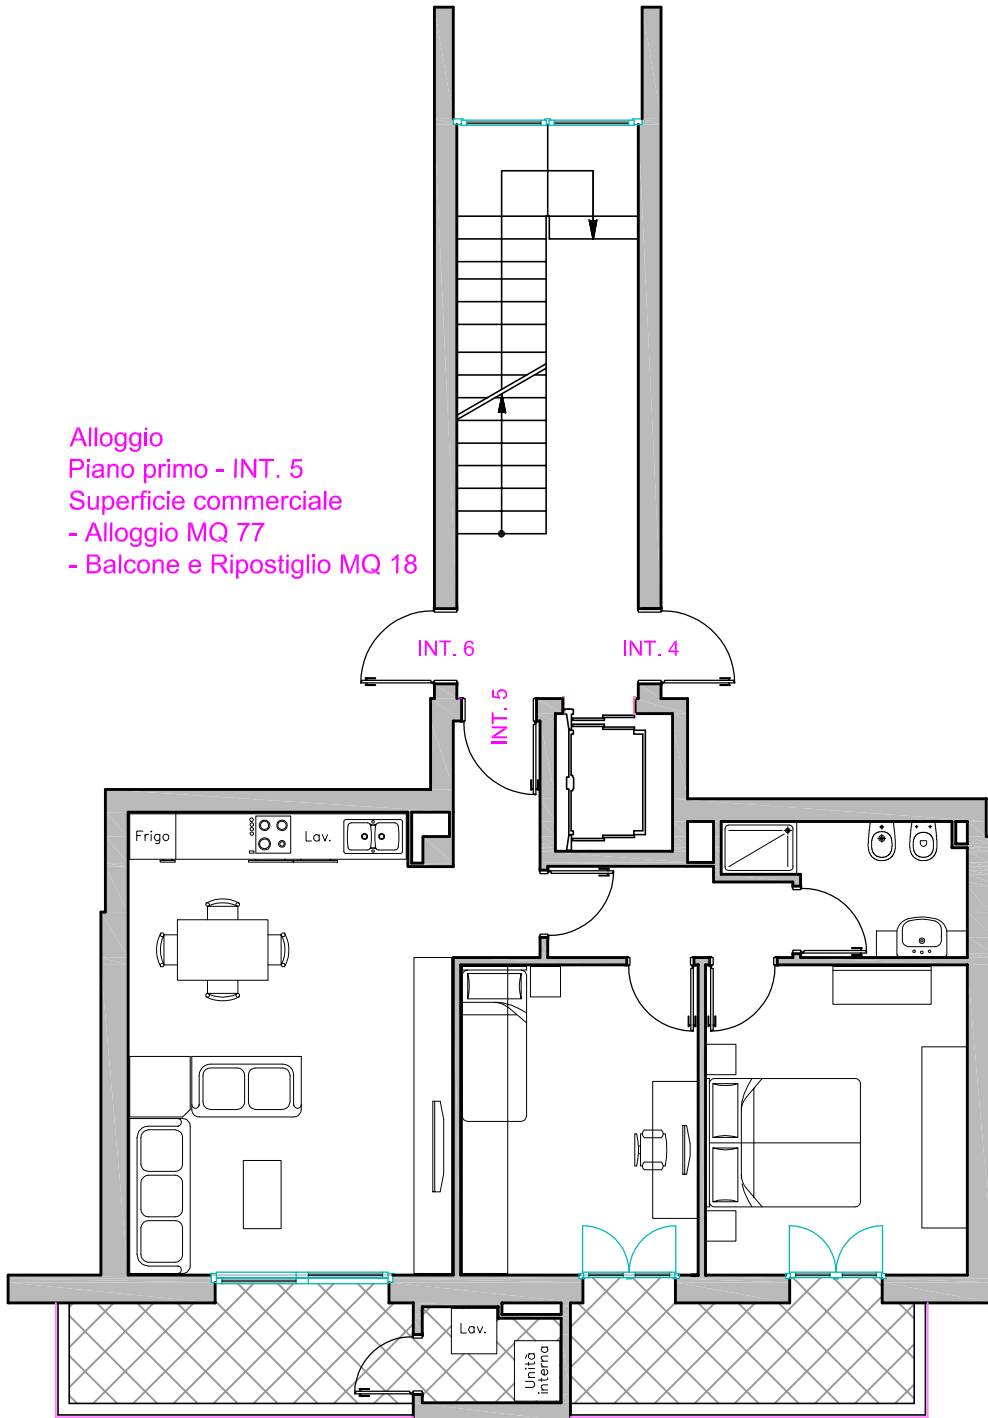 Alloggio
Piano primo - INT. 5
Superficie commerciale
- Alloggio MQ 77
- Balcone e Ripostiglio MQ 18
INT. 6
INT. 4
INT. 5
Frigo
Lav.
Lav.
Unità
interna